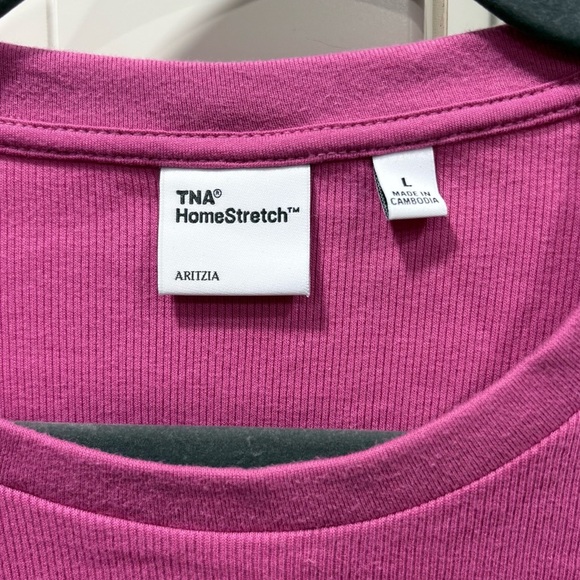 TNA®
HomeStretch™
ARITZIA
L
MADE IN
CAMBODIA